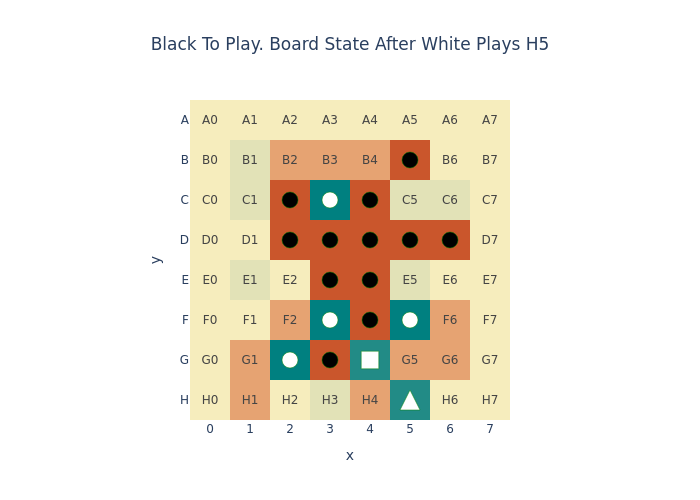 Black To Play. Board State After White Plays H5
A A0 A1 A2 A3 A4 A5 A6 A7
B B0 B1 B2 B3 B4 B6 B7
C C0 C1 C5 C6 C7
D D0 D1 D7
E E0 E1 E2 E5 E6 E7
F F0 F1 F2 F6 F7
G G0 G1 G5 G6 G7
H H0 H1 H2 H3 H4 H6 H7
0 1 2 3 4 5 6 7
x
y